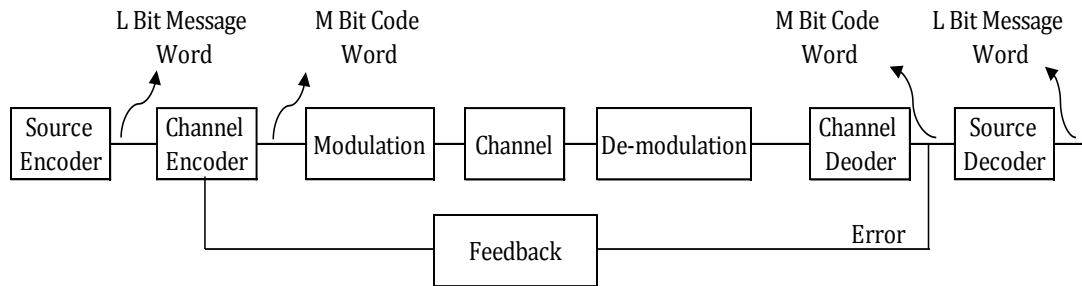 L Bit Message
Word
M Bit Code
Word
M Bit Code
Word
L Bit Message
Word
Source
Encoder
Channel
Encoder
Modulation
Channel
De-modulation
Channel
Deoder
Source
Decoder
Feedback
Error